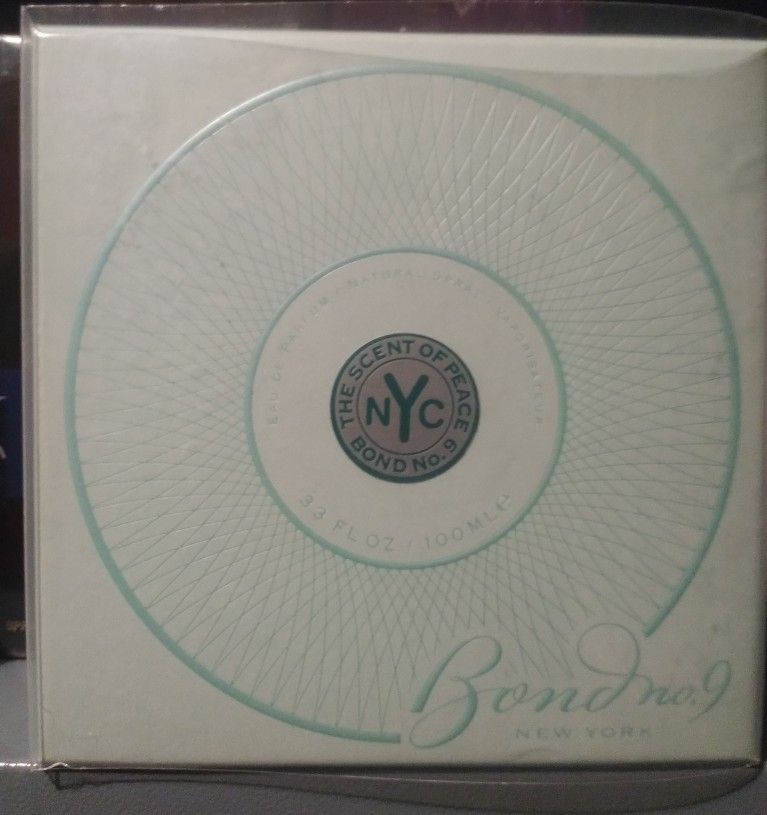 EAU DE PARFUM / NATURAL SPRAY / VAPORISATEUR
THE SCENT OF PEACE
NYC
BOND No. 9
3.3 FL OZ / 100 ML ℮
Bond no.9
NEW YORK